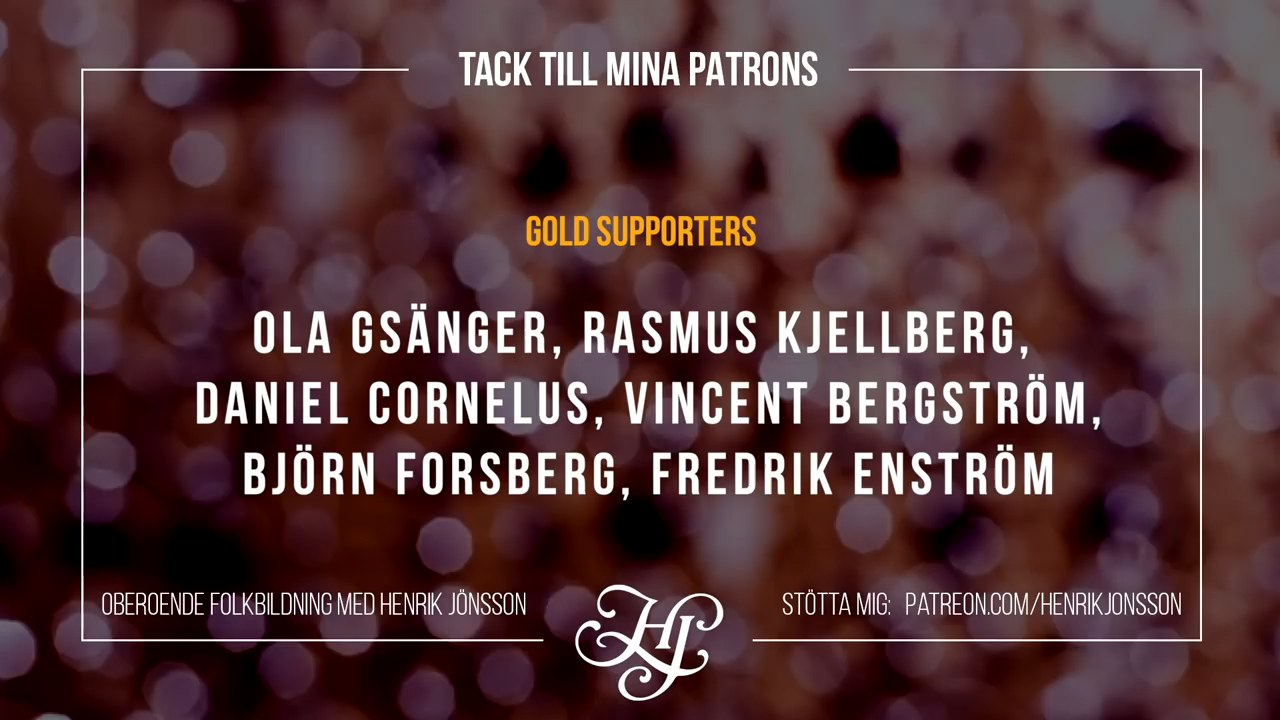 TACK TILL MINA PATRONS
GOLD SUPPORTERS
OLA GSÄNGER, RASMUS KJELLBERG,
DANIEL CORNELUS, VINCENT BERGSTRÖM,
BJÖRN FORSBERG, FREDRIK ENSTRÖM
OBEROENDE FOLKBILDNING MED HENRIK JÖNSSON
HJ
STÖTTA MIG: PATREON.COM/HENRIKJONSSON